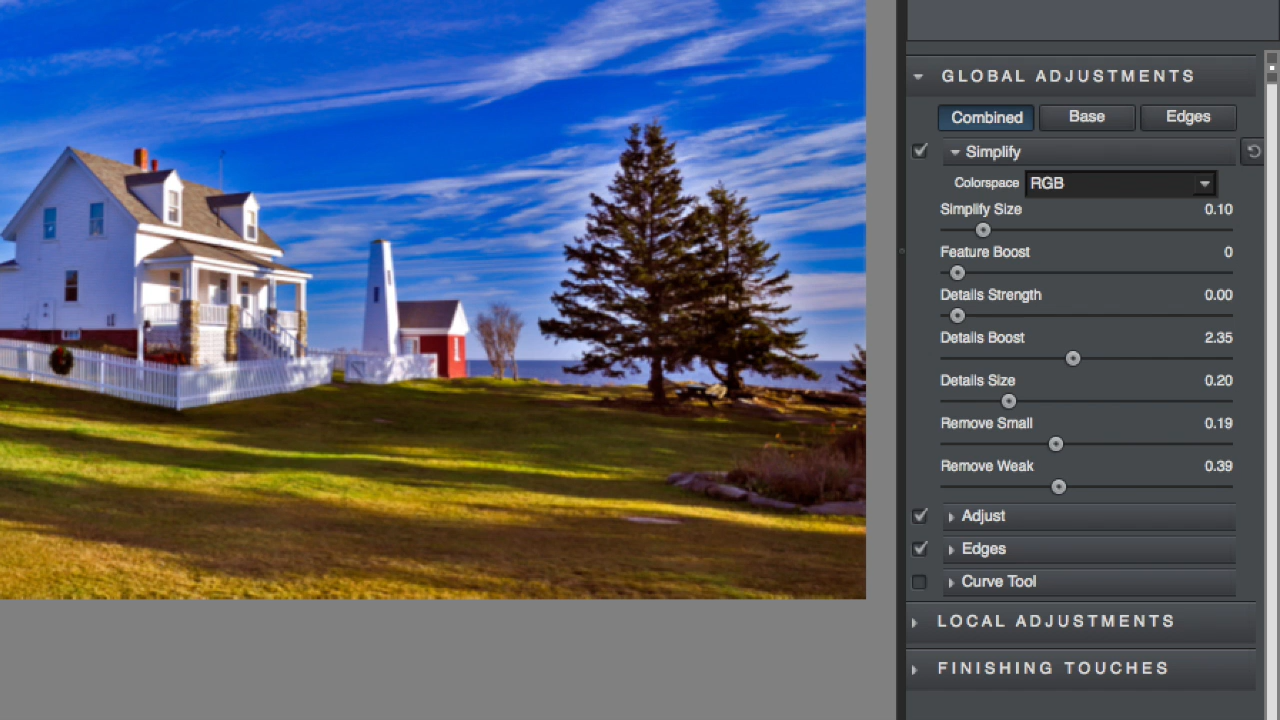 GLOBAL ADJUSTMENTS
Combined Base Edges
Simplify
Colorspace RGB
Simplify Size 0.10
Feature Boost 0
Details Strength 0.00
Details Boost 2.35
Details Size 0.20
Remove Small 0.19
Remove Weak 0.39
Adjust
Edges
Curve Tool
LOCAL ADJUSTMENTS
FINISHING TOUCHES